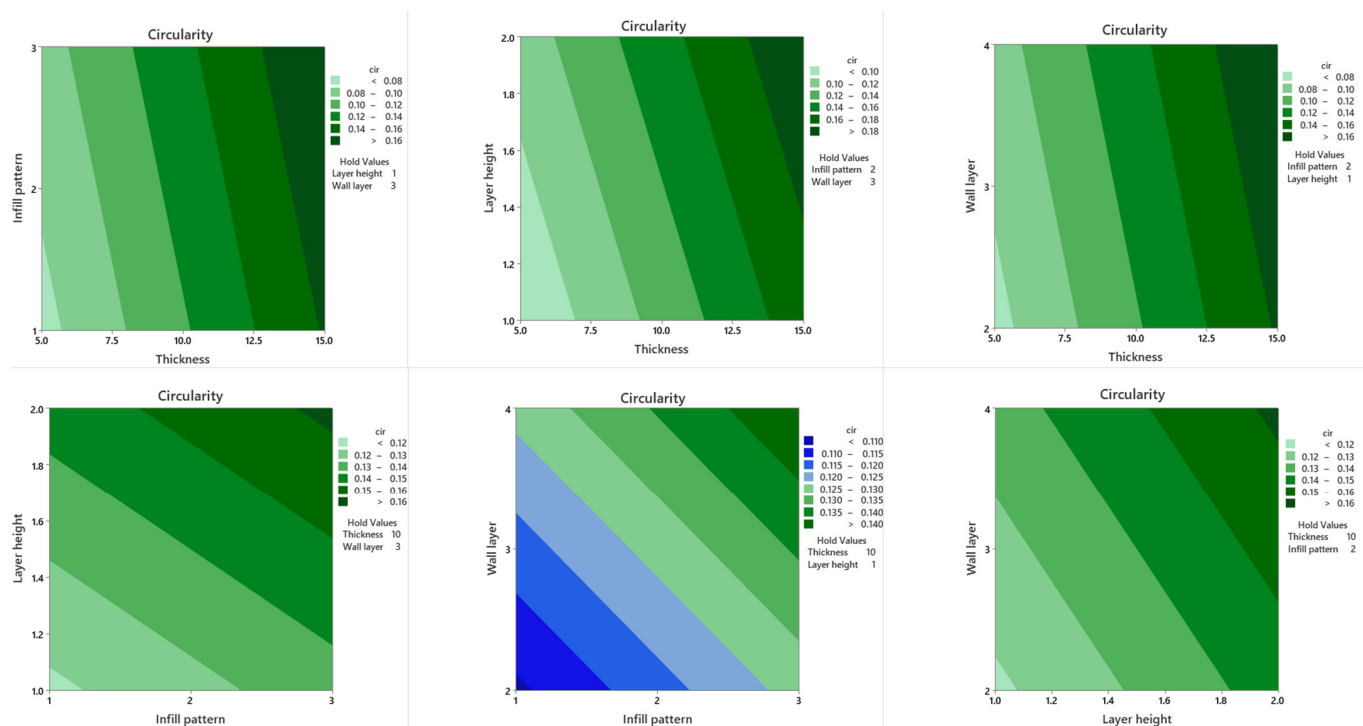 Circularity
3
2
1
Infill pattern
5.0 7.5 10.0 12.5 15.0
Thickness
cir
< 0.08
0.08 – 0.10
0.10 – 0.12
0.12 – 0.14
0.14 – 0.16
> 0.16
Hold Values
Layer height 1
Wall layer 3
Circularity
2.0
1.8
1.6
1.4
1.2
1.0
Layer height
5.0 7.5 10.0 12.5 15.0
Thickness
cir
< 0.10
0.10 – 0.12
0.12 – 0.14
0.14 – 0.16
0.16 – 0.18
> 0.18
Hold Values
Infill pattern 2
Wall layer 3
Circularity
4
3
2
Wall layer
5.0 7.5 10.0 12.5 15.0
Thickness
cir
< 0.08
0.08 – 0.10
0.10 – 0.12
0.12 – 0.14
0.14 – 0.16
> 0.16
Hold Values
Infill pattern 2
Layer height 1
Circularity
2.0
1.8
1.6
1.4
1.2
1.0
Layer height
1 2 3
Infill pattern
cir
< 0.12
0.12 – 0.13
0.13 – 0.14
0.14 – 0.15
0.15 – 0.16
> 0.16
Hold Values
Thickness 10
Wall layer 3
Circularity
4
3
2
Wall layer
1 2 3
Infill pattern
cir
< 0.110
0.110 – 0.115
0.115 – 0.120
0.120 – 0.125
0.125 – 0.130
0.130 – 0.135
0.135 – 0.140
> 0.140
Hold Values
Thickness 10
Layer height 1
Circularity
4
3
2
Wall layer
1.0 1.2 1.4 1.6 1.8 2.0
Layer height
cir
< 0.12
0.12 – 0.13
0.13 – 0.14
0.14 – 0.15
0.15 – 0.16
> 0.16
Hold Values
Thickness 10
Infill pattern 2